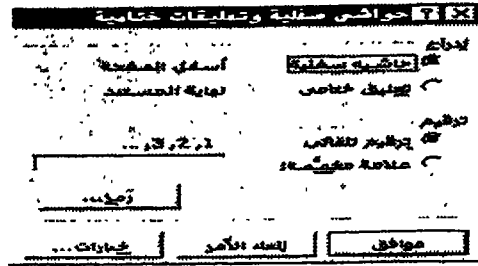 حواشي سفلية وتعليقات ختامية
إدراج
حاشية سفلية أسفل الصفحة
تعليق ختامي نهاية المستند
ترقيم
ترقيم تلقائي 1, 2, 3, ...
علامة مخصصة:
رمز...
موافق إلغاء الأمر خيارات...